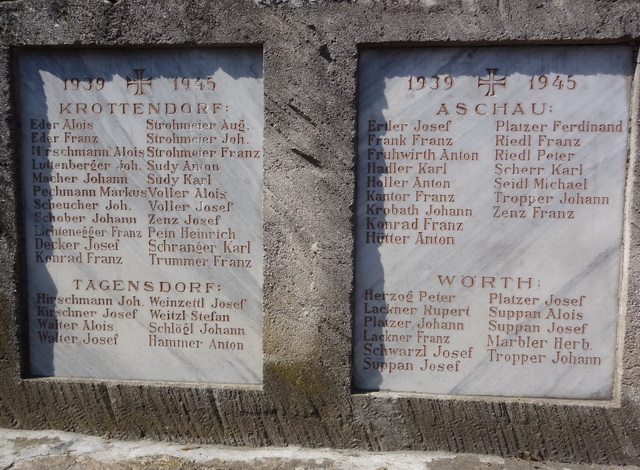 1939 1945
KROTTENDORF:
Eder Alois
Eder Franz
Hirschmann Alois
Luttenberger Joh.
Macher Johann
Pechmann Markus
Scheucher Joh.
Schober Johann
Lichtenegger Franz
Decker Josef
Konrad Franz
Strohmeier Aug.
Strohmeier Joh.
Strohmeier Franz
Sudy Anton
Sudy Karl
Voller Alois
Voller Josef
Zenz Josef
Pein Heinrich
Schranger Karl
Trummer Franz
TAGENSDORF:
Hirschmann Joh.
Kirschner Josef
Walter Alois
Walter Josef
Weinzettl Josef
Weitzl Stefan
Schlögl Johann
Hammer Anton
1939 1945
ASCHAU:
Ertler Josef
Frank Franz
Frühwirth Anton
Hadler Karl
Holler Anton
Kantor Franz
Krobath Johann
Konrad Franz
Hütter Anton
Platzer Ferdinand
Riedl Franz
Riedl Peter
Scherr Karl
Seidl Michael
Tropper Johann
Zenz Franz
WÖRTH:
Herzog Peter
Lackner Rupert
Platzer Johann
Lackner Franz
Schwarzl Josef
Suppan Josef
Platzer Josef
Suppan Alois
Suppan Josef
Marbler Herb.
Tropper Johann